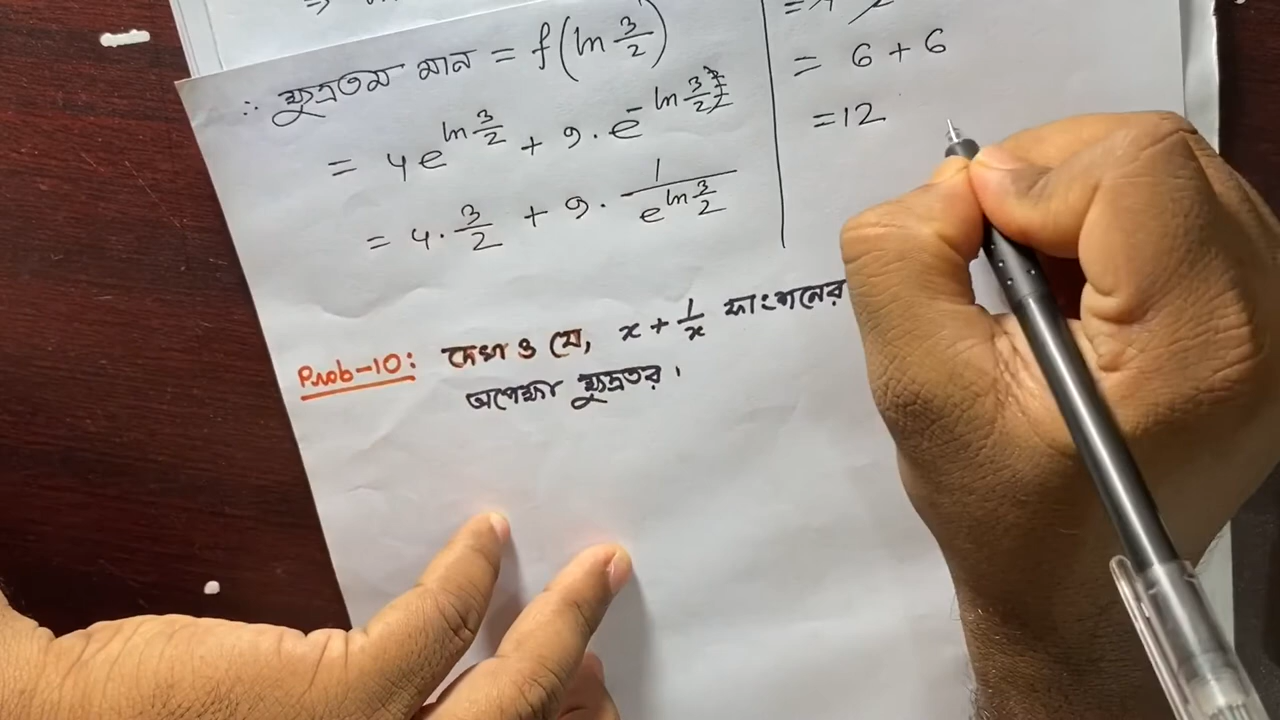 ∴ ক্ষুদ্রতম মান = f(ln 3/2)
= 4e^(ln 3/2) + 9 · e^(-ln 3/2)
= 4 · 3/2 + 9 · 1/e^(ln 3/2)
= 6 + 6
= 12
Prob-10: দেখাও যে, x + 1/x ফাংশনের
অপেক্ষা ক্ষুদ্রতর।